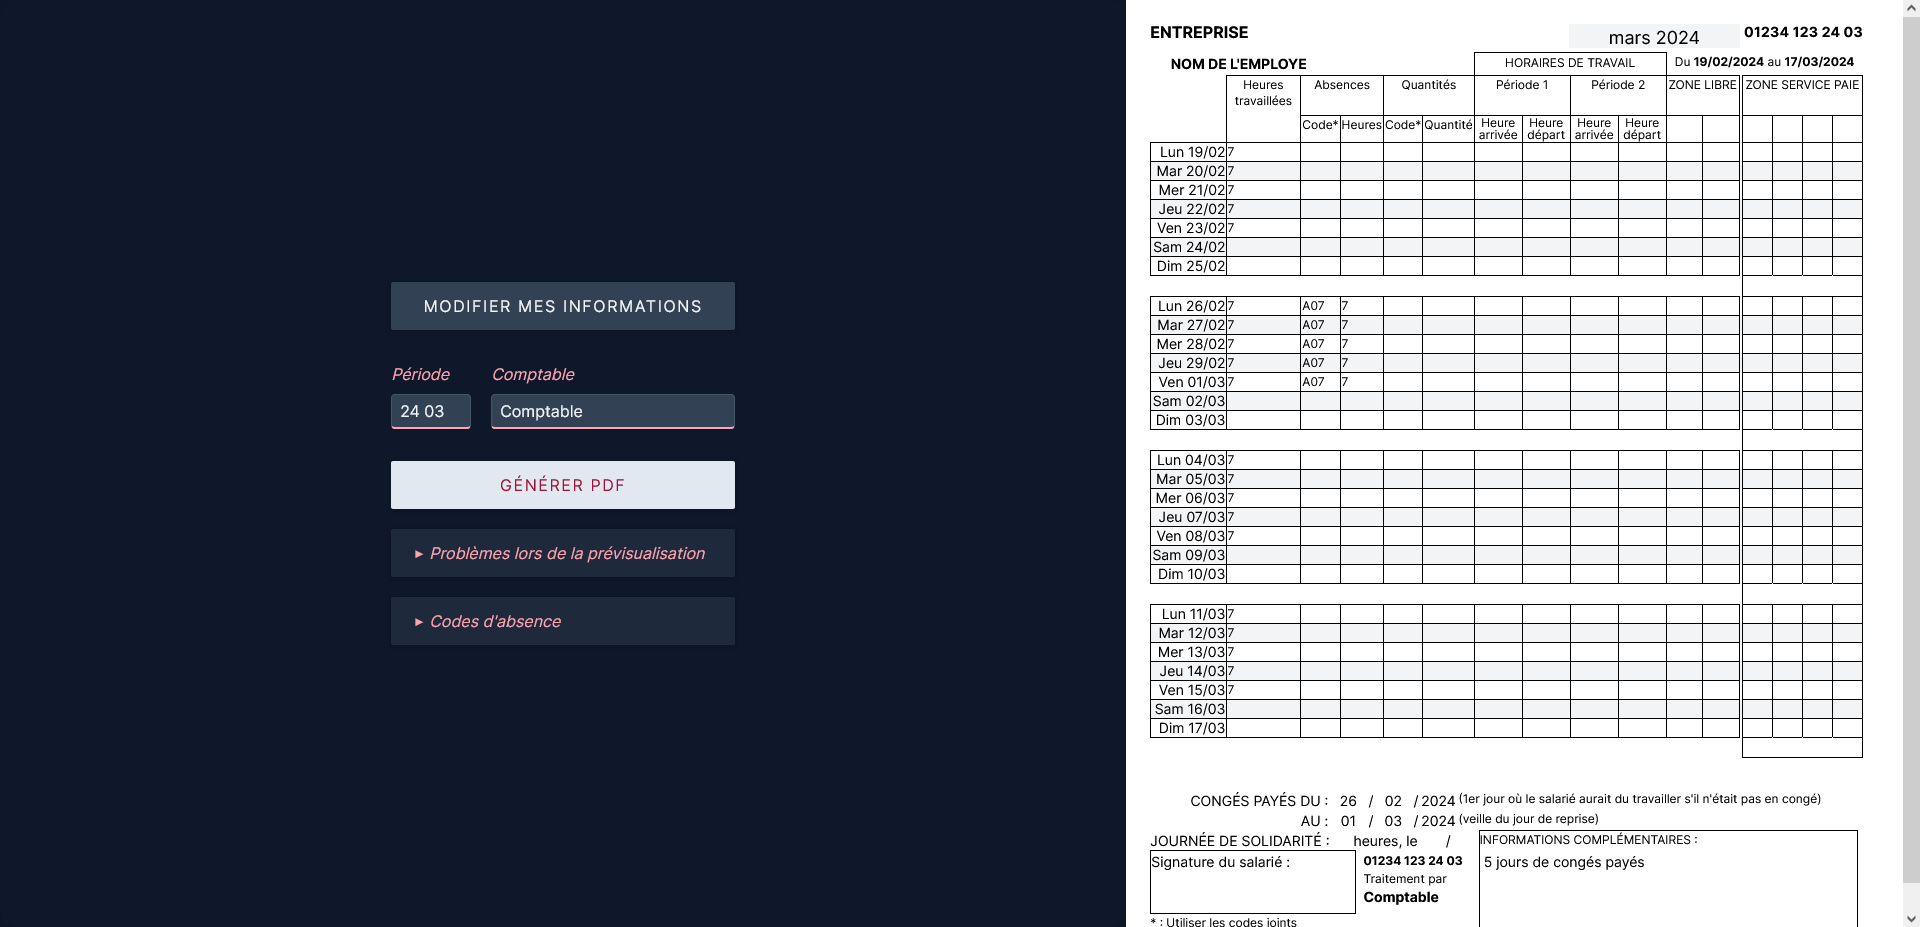 MODIFIER MES INFORMATIONS
Période Comptable
24 03 Comptable
GÉNÉRER PDF
▸ Problèmes lors de la prévisualisation
▸ Codes d'absence
ENTREPRISE mars 2024 01234 123 24 03
NOM DE L'EMPLOYE HORAIRES DE TRAVAIL Du 19/02/2024 au 17/03/2024
Heures travaillées Absences Quantités Période 1 Période 2 ZONE LIBRE ZONE SERVICE PAIE
Code* Heures Code* Quantité Heure arrivée Heure départ Heure arrivée Heure départ
Lun 19/02 7
Mar 20/02 7
Mer 21/02 7
Jeu 22/02 7
Ven 23/02 7
Sam 24/02
Dim 25/02
Lun 26/02 7 A07 7
Mar 27/02 7 A07 7
Mer 28/02 7 A07 7
Jeu 29/02 7 A07 7
Ven 01/03 7 A07 7
Sam 02/03
Dim 03/03
Lun 04/03 7
Mar 05/03 7
Mer 06/03 7
Jeu 07/03 7
Ven 08/03 7
Sam 09/03
Dim 10/03
Lun 11/03 7
Mar 12/03 7
Mer 13/03 7
Jeu 14/03 7
Ven 15/03 7
Sam 16/03
Dim 17/03
CONGÉS PAYÉS DU : 26 / 02 / 2024 (1er jour où le salarié aurait du travailler s'il n'était pas en congé)
AU : 01 / 03 / 2024 (veille du jour de reprise)
JOURNÉE DE SOLIDARITÉ : heures, le /
INFORMATIONS COMPLÉMENTAIRES :
5 jours de congés payés
Signature du salarié :
01234 123 24 03
Traitement par
Comptable
* : Utiliser les codes joints